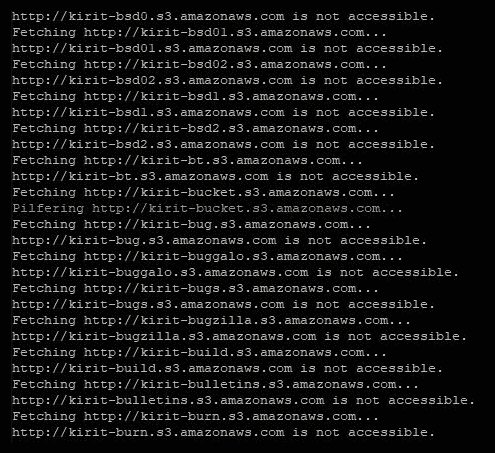 http://kirit-bsd0.s3.amazonaws.com is not accessible.
Fetching http://kirit-bsd01.s3.amazonaws.com...
http://kirit-bsd01.s3.amazonaws.com is not accessible.
Fetching http://kirit-bsd02.s3.amazonaws.com...
http://kirit-bsd02.s3.amazonaws.com is not accessible.
Fetching http://kirit-bsd1.s3.amazonaws.com...
http://kirit-bsd1.s3.amazonaws.com is not accessible.
Fetching http://kirit-bsd2.s3.amazonaws.com...
http://kirit-bsd2.s3.amazonaws.com is not accessible.
Fetching http://kirit-bt.s3.amazonaws.com...
http://kirit-bt.s3.amazonaws.com is not accessible.
Fetching http://kirit-bucket.s3.amazonaws.com...
Pilfering http://kirit-bucket.s3.amazonaws.com...
Fetching http://kirit-bug.s3.amazonaws.com...
http://kirit-bug.s3.amazonaws.com is not accessible.
Fetching http://kirit-buggalo.s3.amazonaws.com...
http://kirit-buggalo.s3.amazonaws.com is not accessible.
Fetching http://kirit-bugs.s3.amazonaws.com...
http://kirit-bugs.s3.amazonaws.com is not accessible.
Fetching http://kirit-bugzilla.s3.amazonaws.com...
http://kirit-bugzilla.s3.amazonaws.com is not accessible.
Fetching http://kirit-build.s3.amazonaws.com...
http://kirit-build.s3.amazonaws.com is not accessible.
Fetching http://kirit-bulletins.s3.amazonaws.com...
http://kirit-bulletins.s3.amazonaws.com is not accessible.
Fetching http://kirit-burn.s3.amazonaws.com...
http://kirit-burn.s3.amazonaws.com is not accessible.